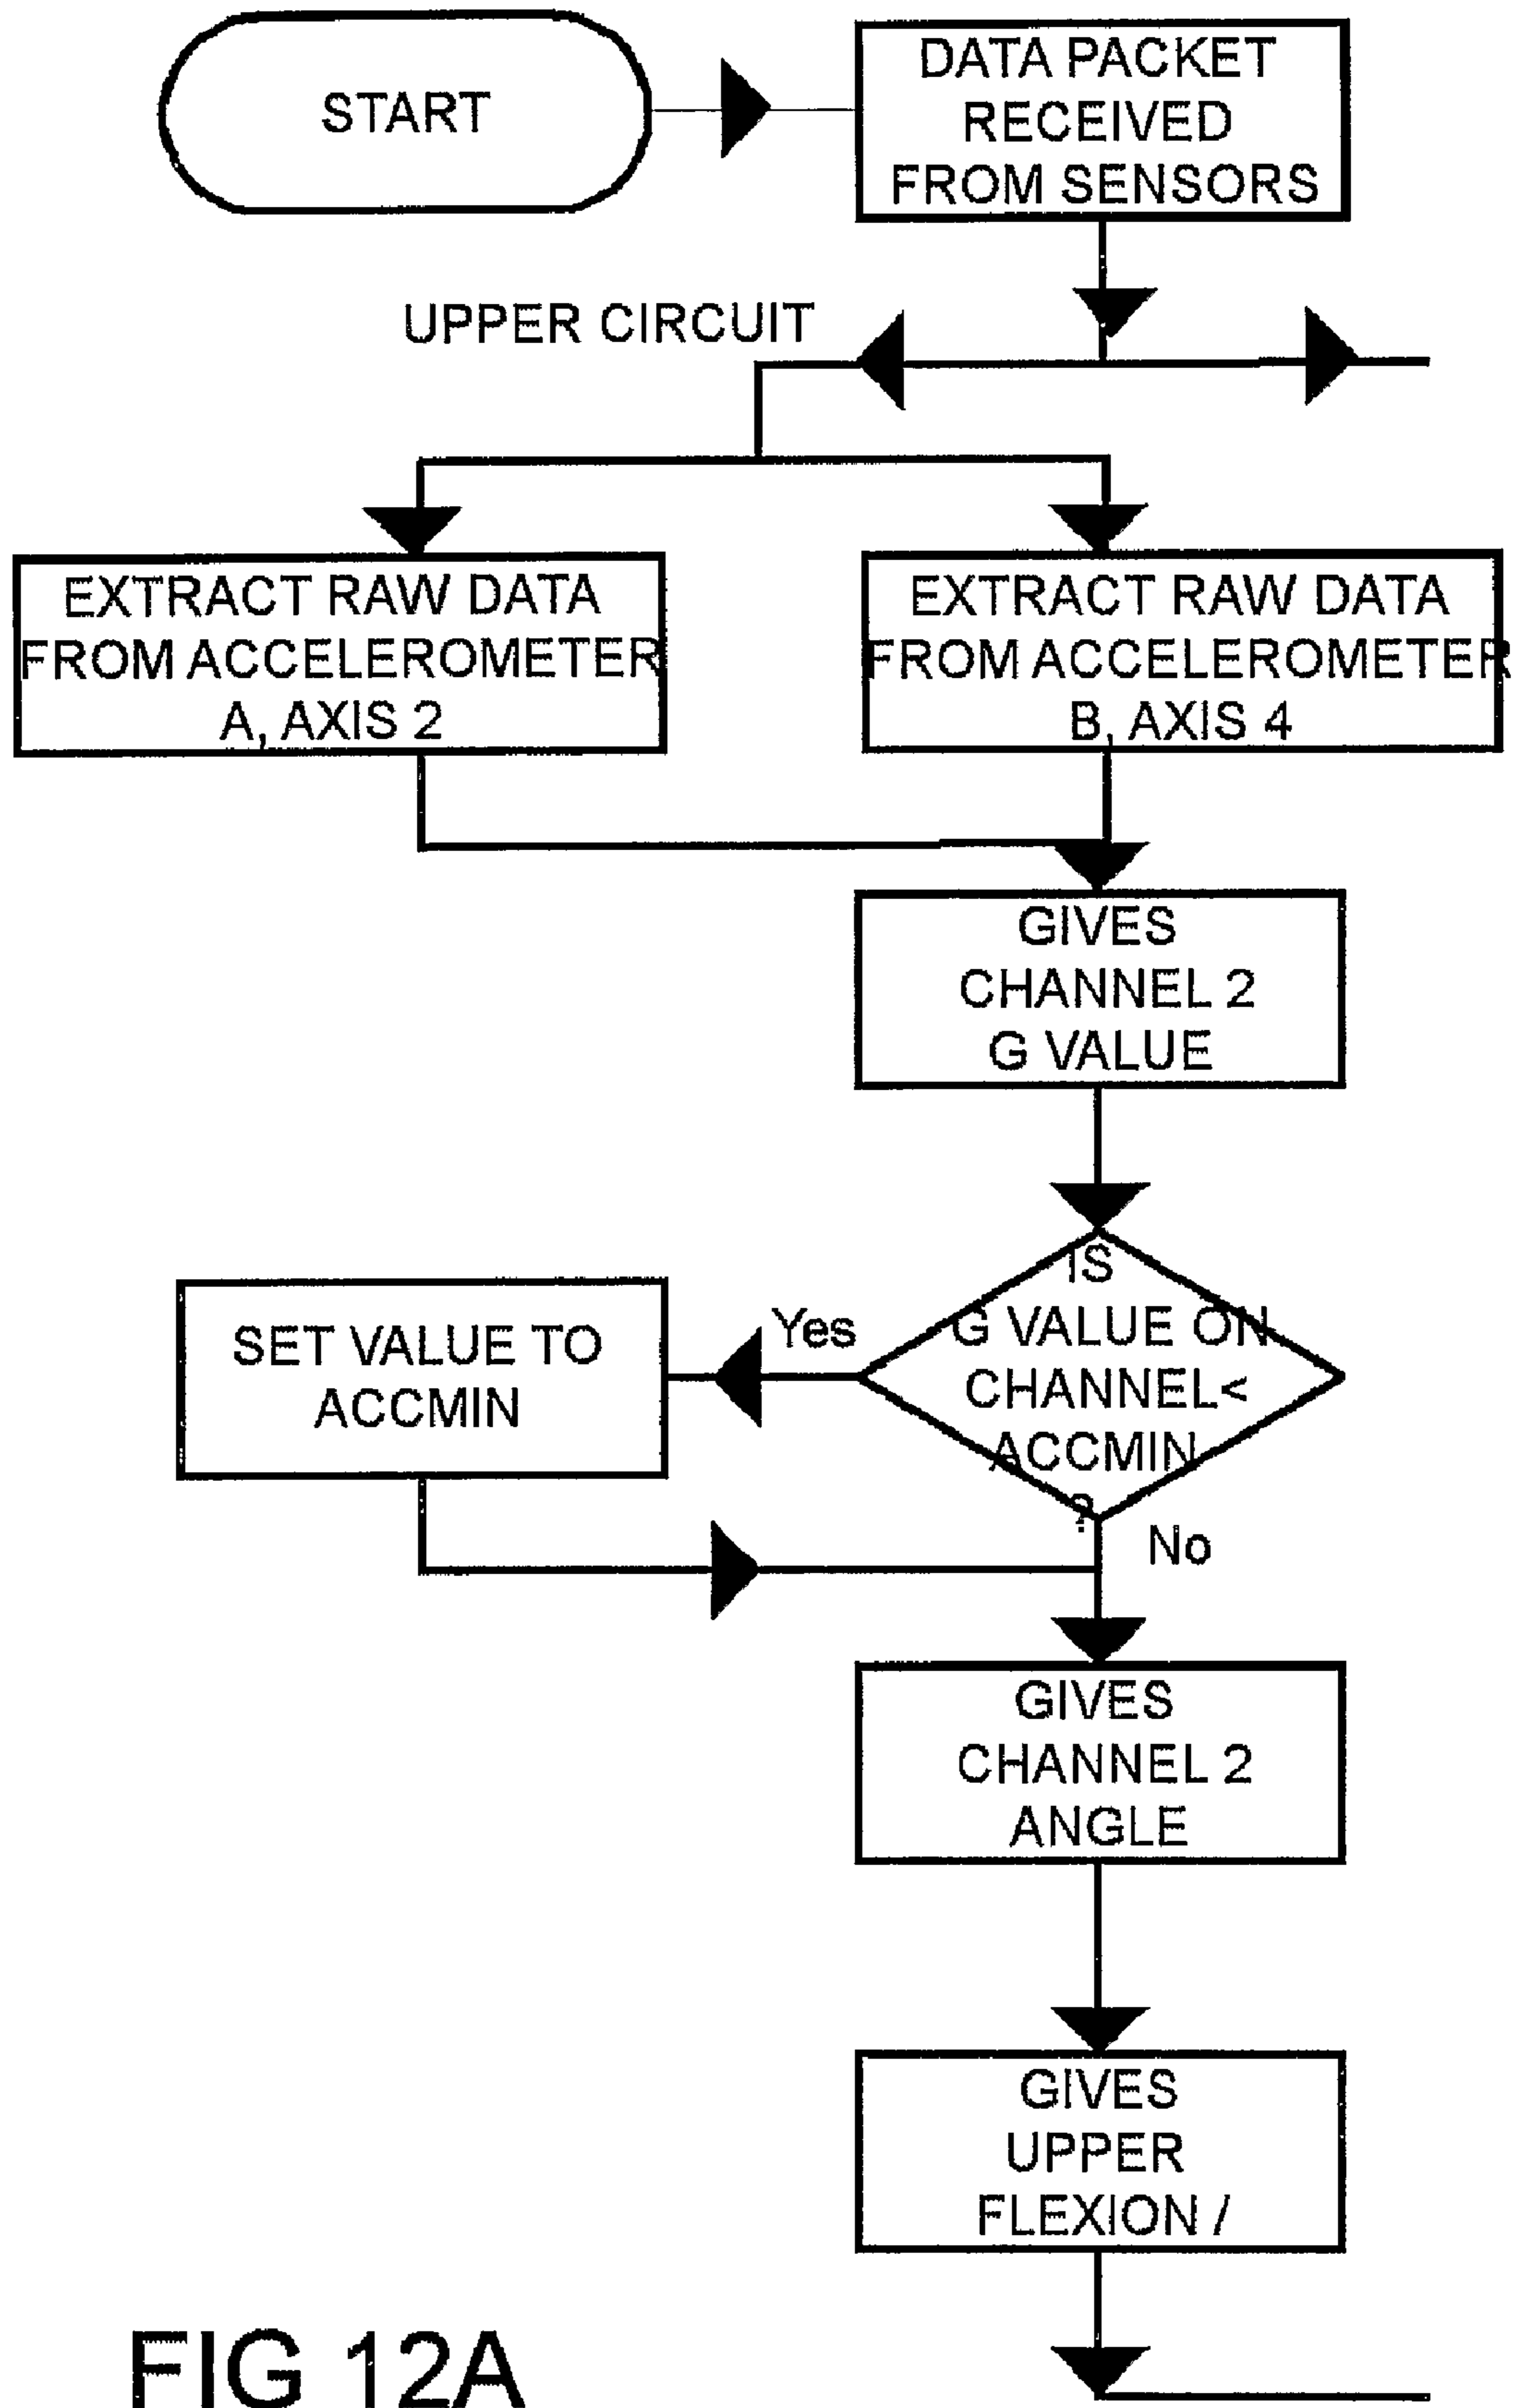 START
DATA PACKET
RECEIVED
FROM SENSORS
UPPER CIRCUIT
EXTRACT RAW DATA
FROM ACCELEROMETER
A, AXIS 2
EXTRACT RAW DATA
FROM ACCELEROMETER
B, AXIS 4
GIVES
CHANNEL 2
G VALUE
IS
G VALUE ON
CHANNEL<
ACCMIN
?
Yes
SET VALUE TO
ACCMIN
No
GIVES
CHANNEL 2
ANGLE
GIVES
UPPER
FLEXION /
FIG 12A